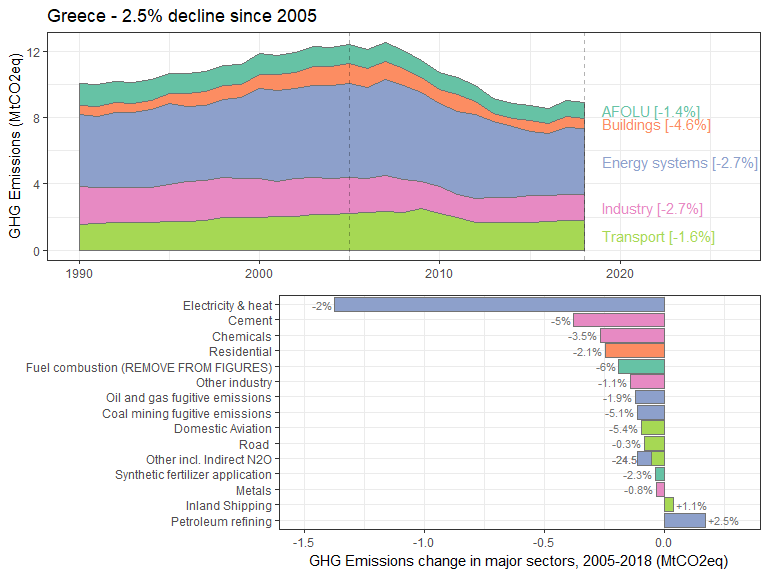 Greece - 2.5% decline since 2005
GHG Emissions (MtCO2eq)
12
8
4
0
AFOLU [-1.4%]
Buildings [-4.6%]
Energy systems [-2.7%]
Industry [-2.7%]
Transport [-1.6%]
1990 2000 2010 2020
Electricity & heat -2%
Cement -5%
Chemicals -3.5%
Residential -2.1%
Fuel combustion (REMOVE FROM FIGURES) -6%
Other industry -1.1%
Oil and gas fugitive emissions -1.9%
Coal mining fugitive emissions -5.1%
Domestic Aviation -5.4%
Road -0.3%
Other incl. Indirect N2O -24.5
Synthetic fertilizer application -2.3%
Metals -0.8%
Inland Shipping +1.1%
Petroleum refining +2.5%
-1.5 -1.0 -0.5 0.0
GHG Emissions change in major sectors, 2005-2018 (MtCO2eq)